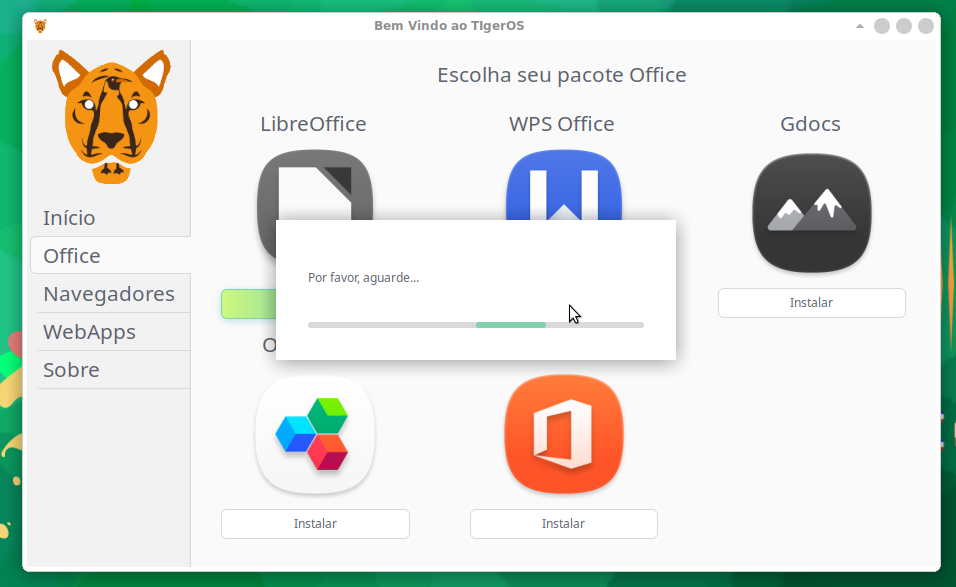 Bem Vindo ao TIgerOS
Início
Office
Navegadores
WebApps
Sobre
Escolha seu pacote Office
LibreOffice
WPS Office
Gdocs
Por favor, aguarde...
Instalar
Instalar
Instalar